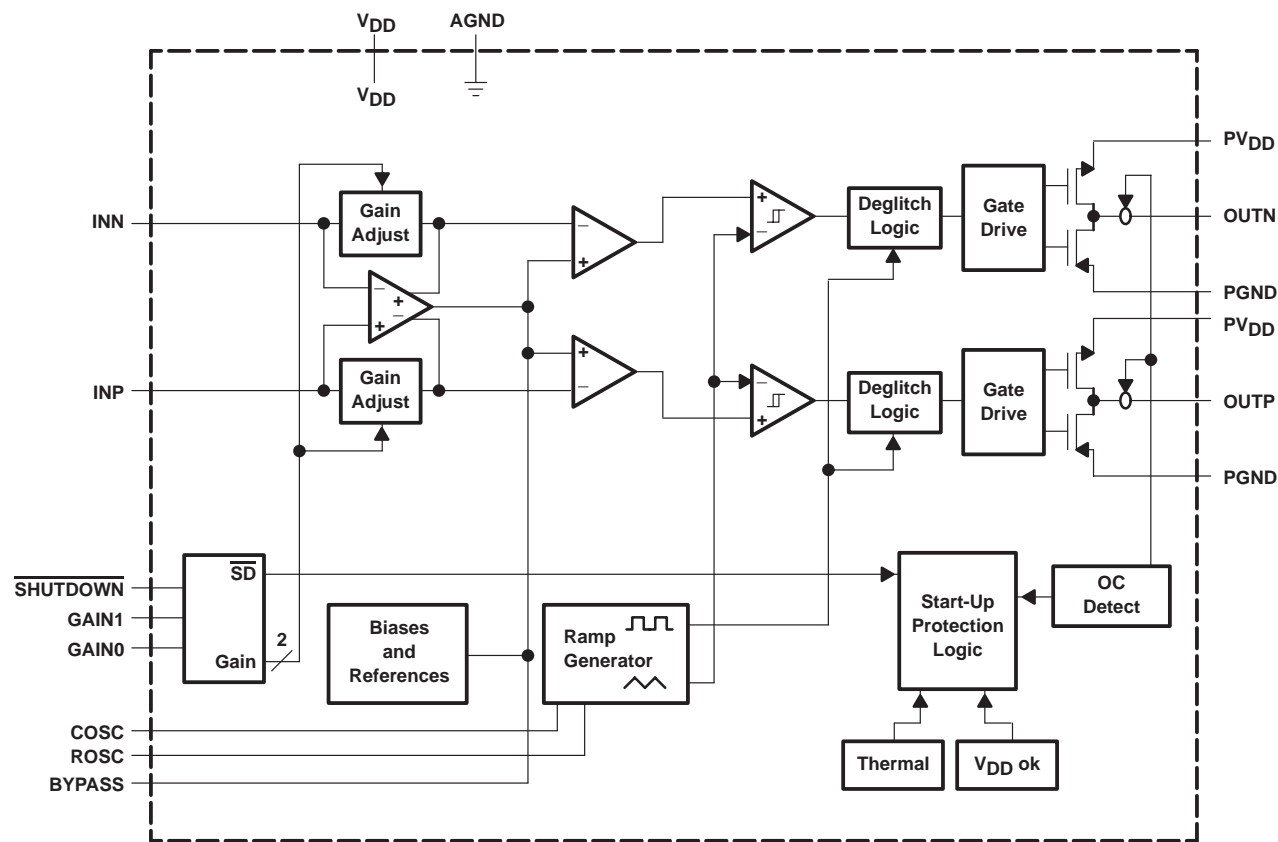 VDD
AGND
VDD
PVDD
INN
Gain
Adjust
−
+
+
−
Deglitch
Logic
Gate
Drive
OUTN
−
+
+
−
PGND
PVDD
INP
Gain
Adjust
+
−
−
+
Deglitch
Logic
Gate
Drive
OUTP
PGND
SHUTDOWN
GAIN1
GAIN0
SD
2
Gain
Biases
and
References
Ramp
Generator
Start-Up
Protection
Logic
OC
Detect
COSC
ROSC
BYPASS
Thermal
VDD ok